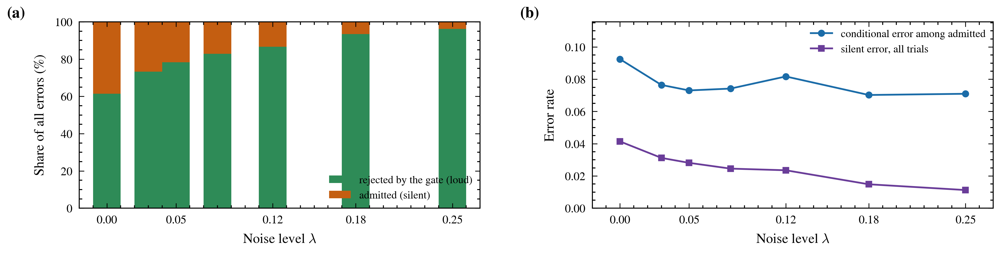 (a)
100
80
60
40
20
0
Share of all errors (%)
rejected by the gate (loud)
admitted (silent)
0.00 0.05 0.12 0.18 0.25
Noise level λ
(b)
0.10
0.08
0.06
0.04
0.02
0.00
Error rate
conditional error among admitted
silent error, all trials
0.00 0.05 0.12 0.18 0.25
Noise level λ